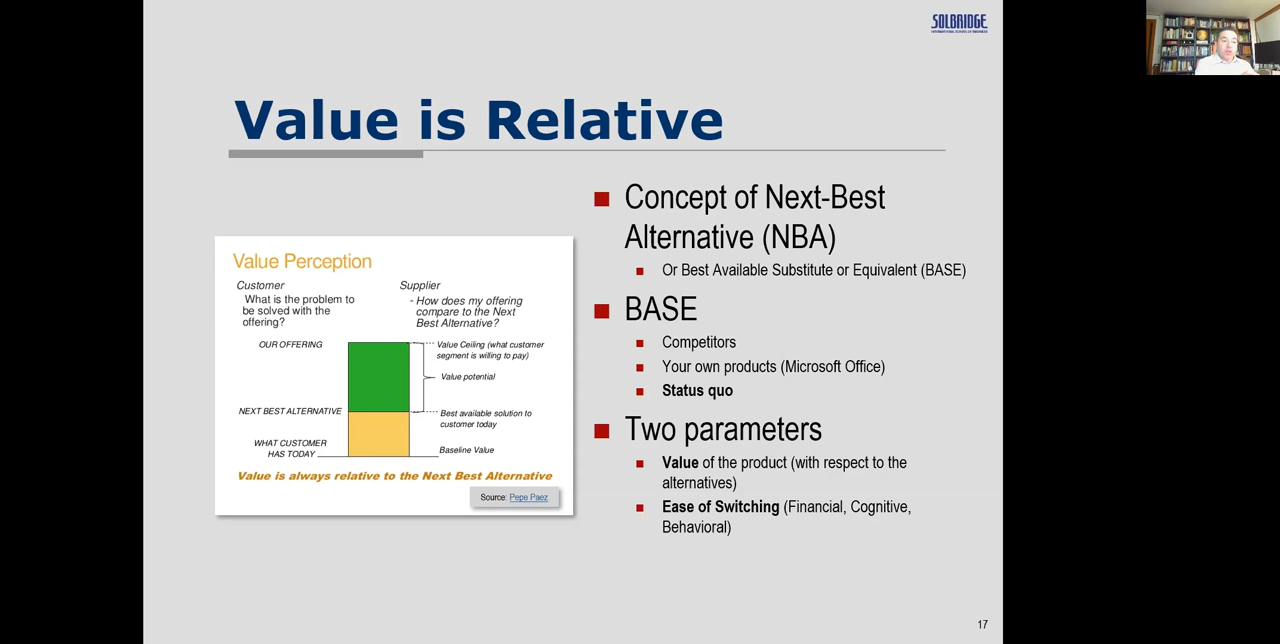 SOLBRIDGE
INTERNATIONAL SCHOOL OF BUSINESS
Value is Relative
Value Perception
Customer
What is the problem to
be solved with the
offering?
Supplier
- How does my offering
compare to the Next
Best Alternative?
OUR OFFERING
Value Ceiling (what customer
segment is willing to pay)
Value potential
NEXT BEST ALTERNATIVE
Best available solution to
customer today
WHAT CUSTOMER
HAS TODAY
Baseline Value
Value is always relative to the Next Best Alternative
Source: Pepe Paez
Concept of Next-Best
Alternative (NBA)
Or Best Available Substitute or Equivalent (BASE)
BASE
Competitors
Your own products (Microsoft Office)
Status quo
Two parameters
Value of the product (with respect to the
alternatives)
Ease of Switching (Financial, Cognitive,
Behavioral)
17